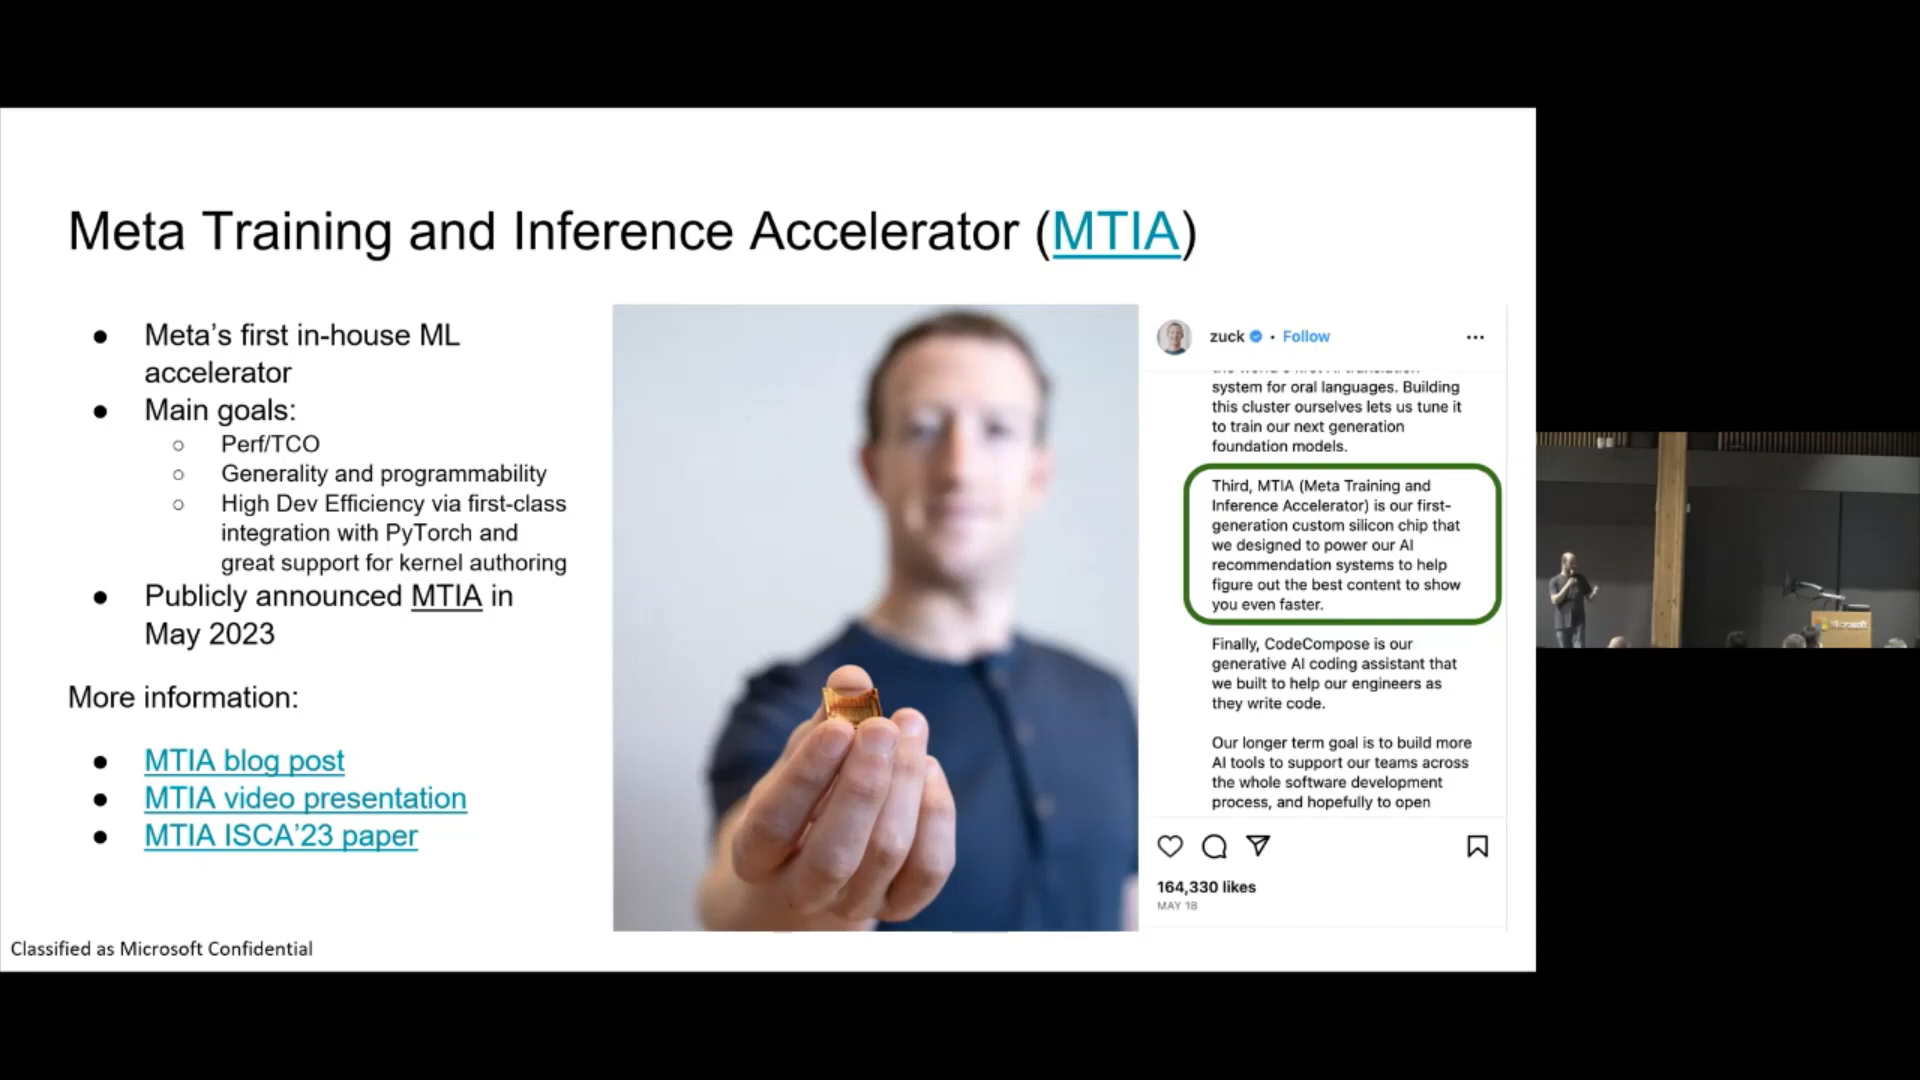 Meta Training and Inference Accelerator (MTIA)
● Meta’s first in-house ML
accelerator
● Main goals:
○ Perf/TCO
○ Generality and programmability
○ High Dev Efficiency via first-class
integration with PyTorch and
great support for kernel authoring
● Publicly announced MTIA in
May 2023
More information:
● MTIA blog post
● MTIA video presentation
● MTIA ISCA’23 paper
Classified as Microsoft Confidential
zuck • Follow
system for oral languages. Building
this cluster ourselves lets us tune it
to train our next generation
foundation models.
Third, MTIA (Meta Training and
Inference Accelerator) is our first-
generation custom silicon chip that
we designed to power our AI
recommendation systems to help
figure out the best content to show
you even faster.
Finally, CodeCompose is our
generative AI coding assistant that
we built to help our engineers as
they write code.
Our longer term goal is to build more
AI tools to support our teams across
the whole software development
process, and hopefully to open
164,330 likes
MAY 18
Microsoft